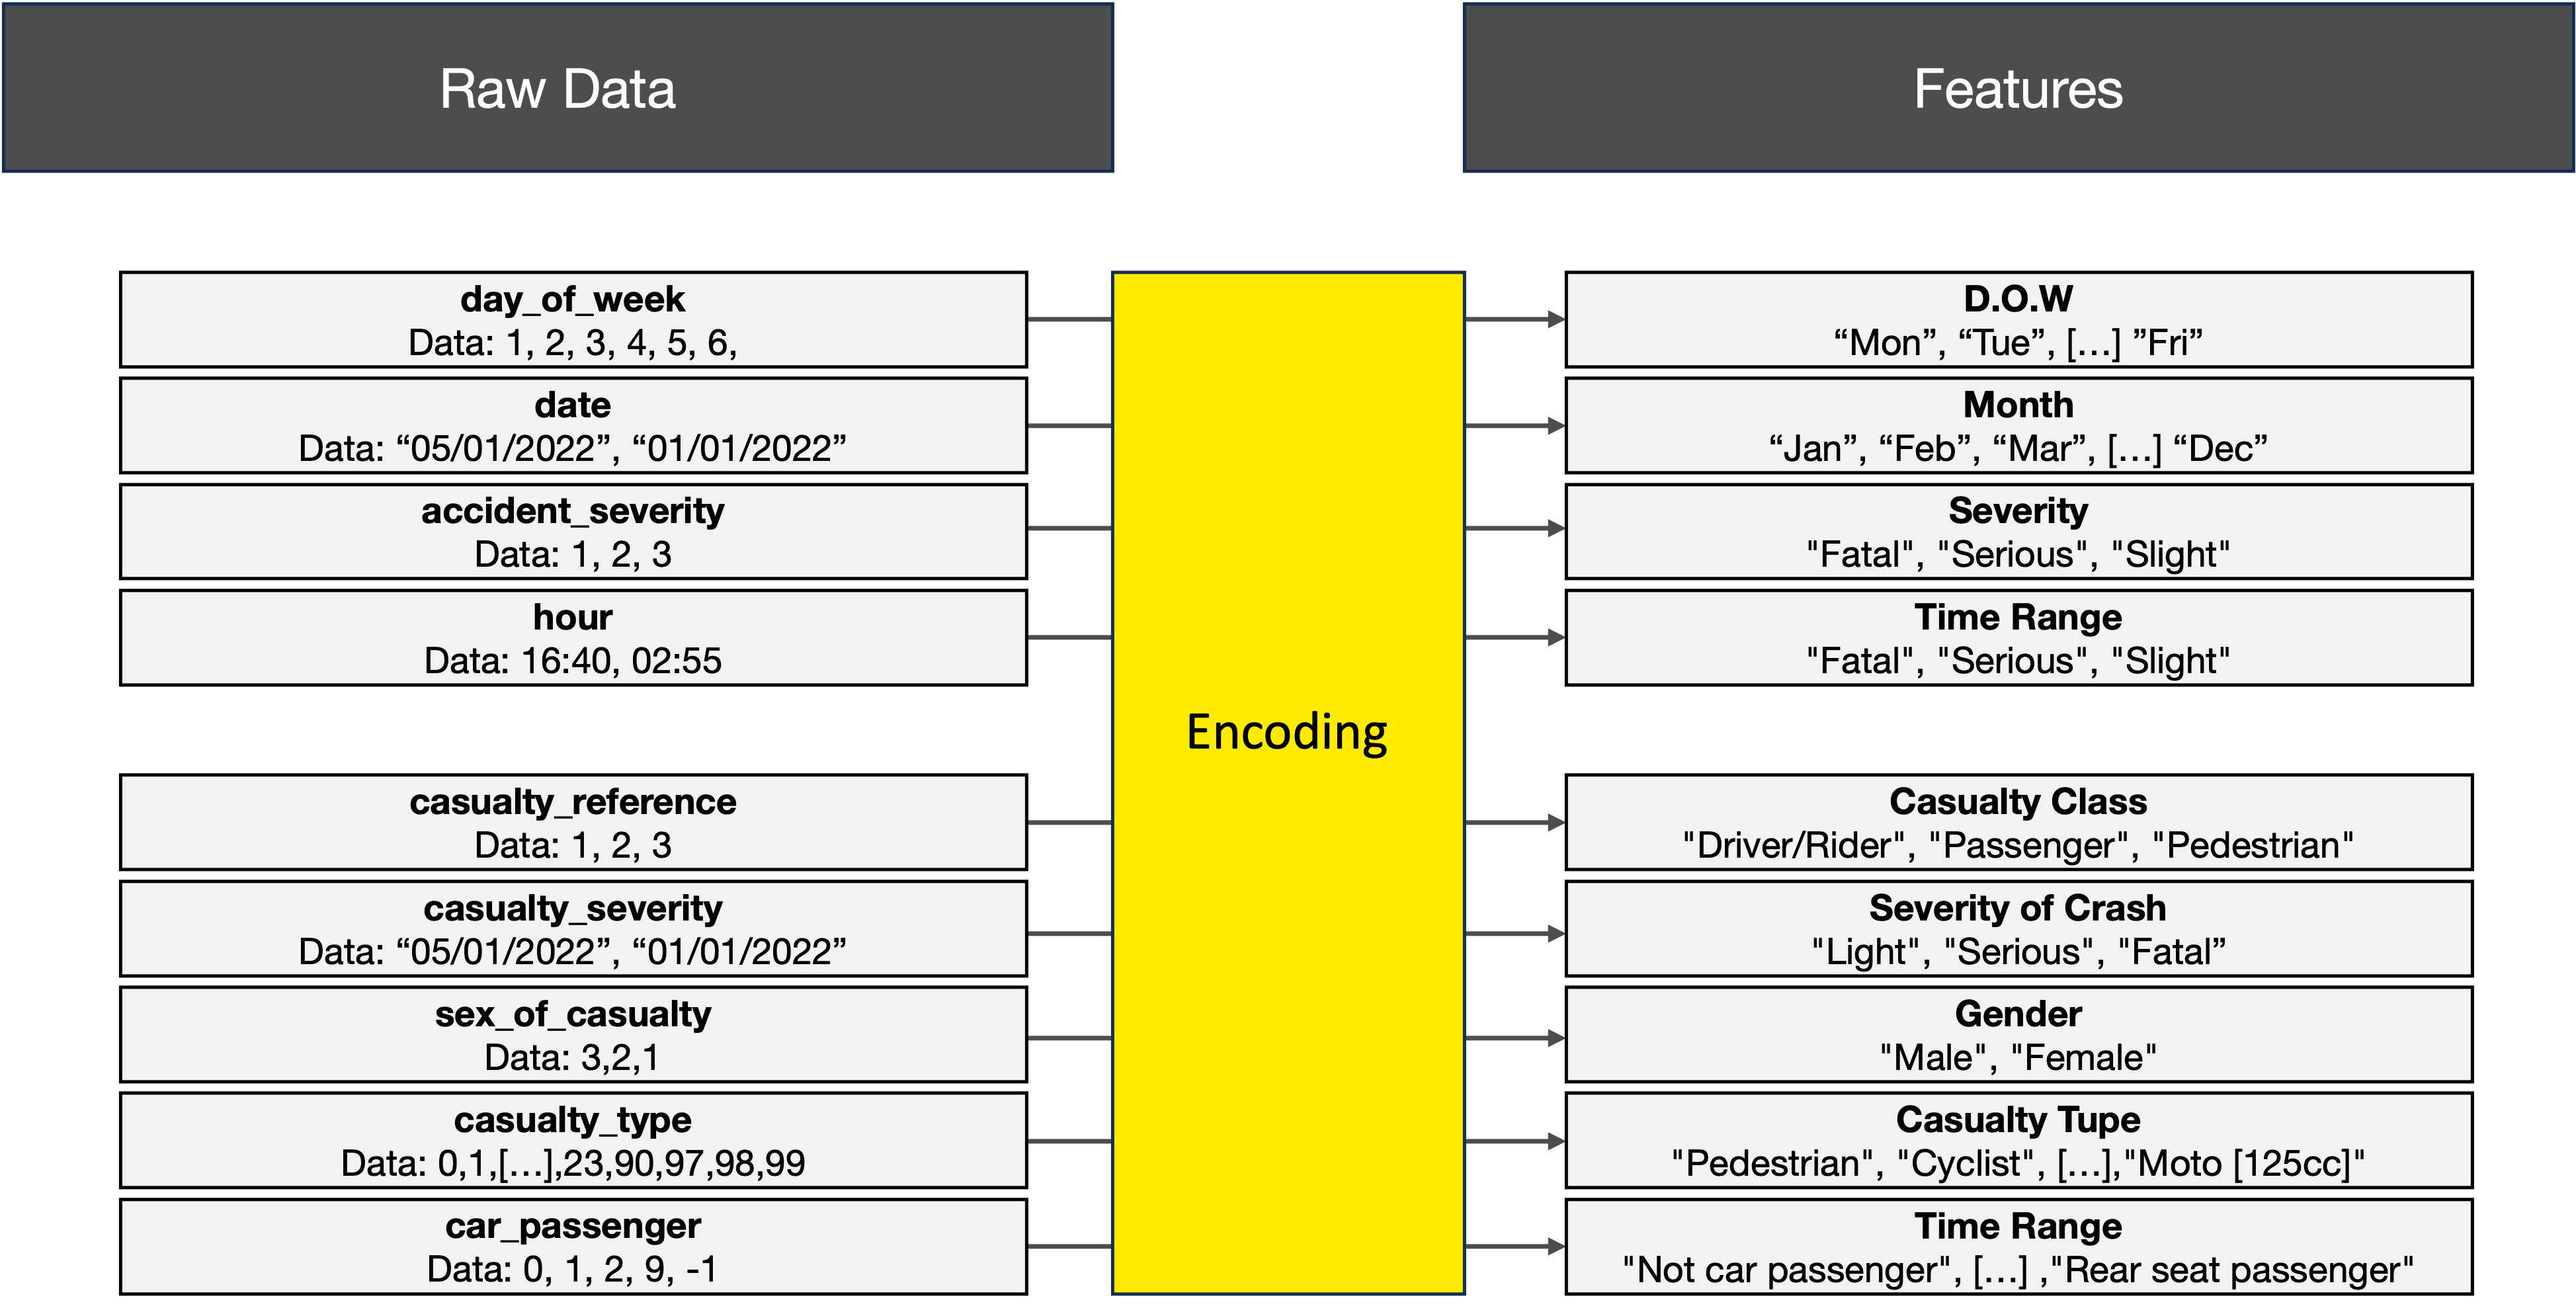 Raw Data
Features
day_of_week
Data: 1, 2, 3, 4, 5, 6,
D.O.W
“Mon”, “Tue”, [...] ”Fri”
date
Data: “05/01/2022”, “01/01/2022”
Month
“Jan”, “Feb”, “Mar”, [...] “Dec”
accident_severity
Data: 1, 2, 3
Severity
"Fatal", "Serious", "Slight"
hour
Data: 16:40, 02:55
Time Range
"Fatal", "Serious", "Slight"
Encoding
casualty_reference
Data: 1, 2, 3
Casualty Class
"Driver/Rider", "Passenger", "Pedestrian"
casualty_severity
Data: “05/01/2022”, “01/01/2022”
Severity of Crash
"Light", "Serious", "Fatal”
sex_of_casualty
Data: 3,2,1
Gender
"Male", "Female"
casualty_type
Data: 0,1,[...],23,90,97,98,99
Casualty Tupe
"Pedestrian", "Cyclist", [...],"Moto [125cc]"
car_passenger
Data: 0, 1, 2, 9, -1
Time Range
"Not car passenger", [...] ,"Rear seat passenger"